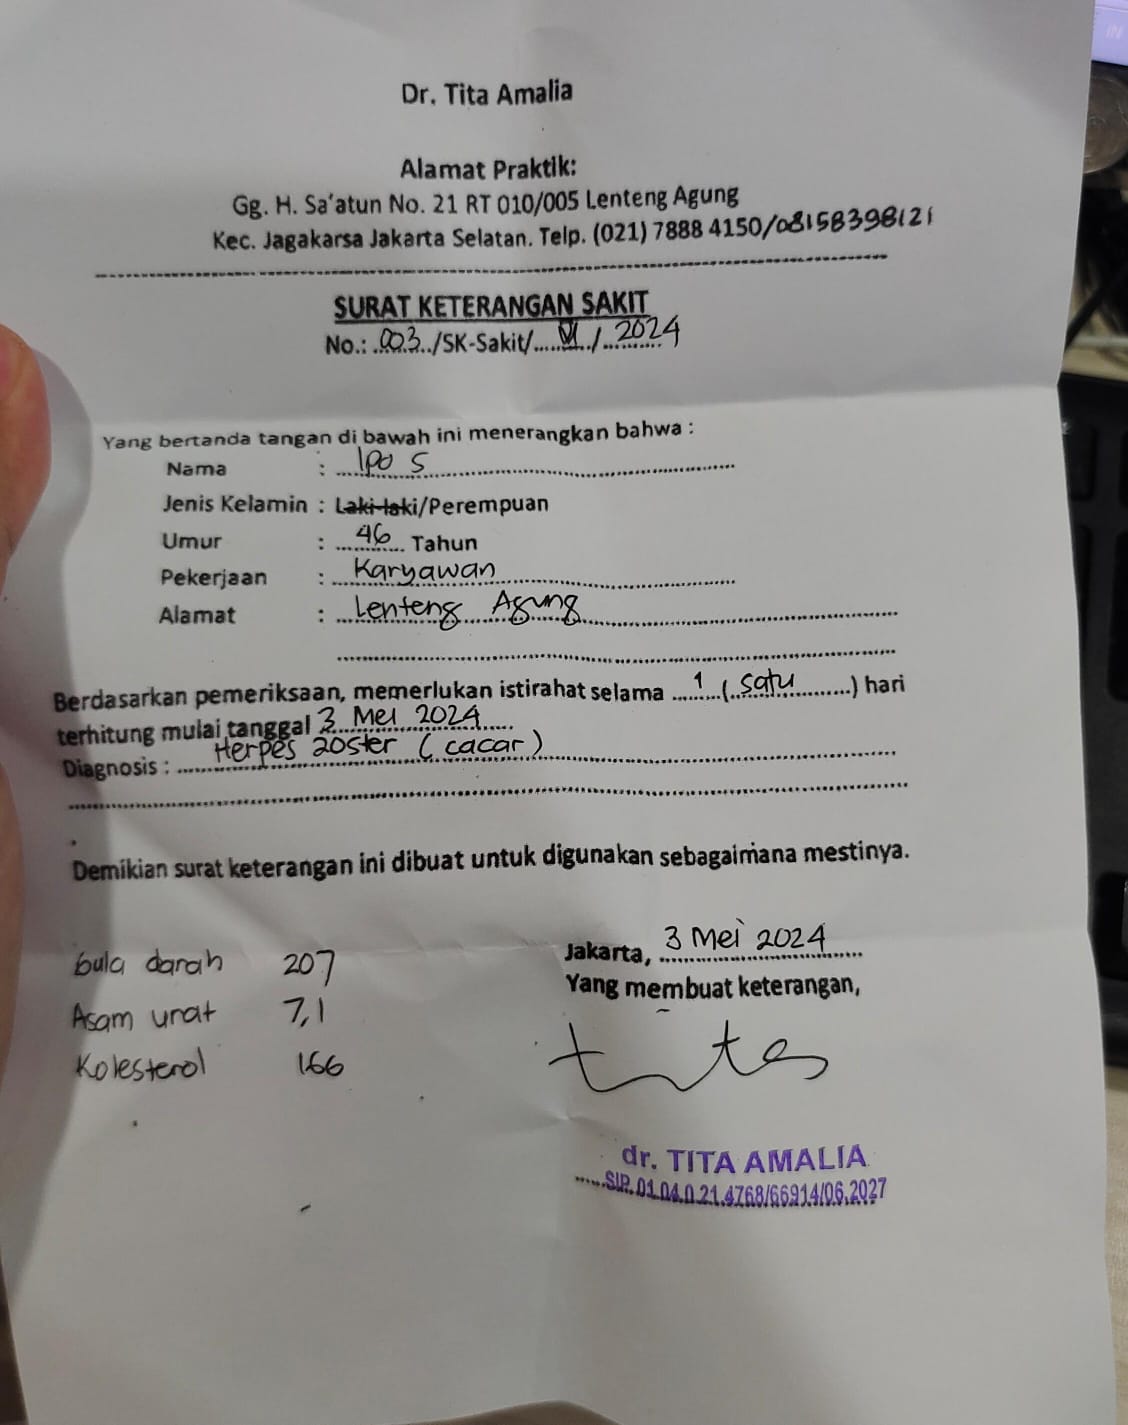 Dr. Tita Amalia
Alamat Praktik:
Gg. H. Sa'atun No. 21 RT 010/005 Lenteng Agung
Kec. Jagakarsa Jakarta Selatan. Telp. (021) 7888 4150/08158398121
SURAT KETERANGAN SAKIT
No.: 003/SK-Sakit/VI/2024
Yang bertanda tangan di bawah ini menerangkan bahwa :
Nama : S
Jenis Kelamin : Laki-laki/Perempuan
Umur : 46 Tahun
Pekerjaan : Karyawan
Alamat : Lenteng Agung
Berdasarkan pemeriksaan, memerlukan istirahat selama 1 (satu) hari
terhitung mulai tanggal 3 Mei 2024
Diagnosis : Herpes zoster (cacar)
Demikian surat keterangan ini dibuat untuk digunakan sebagaimana mestinya.
Jakarta, 3 Mei 2024
Yang membuat keterangan,
gula darah 207
Asam urat 7,1
Kolesterol 166
tita
dr. TITA AMALIA
SIP. 01.04.0.21.4768/66914/06.2027